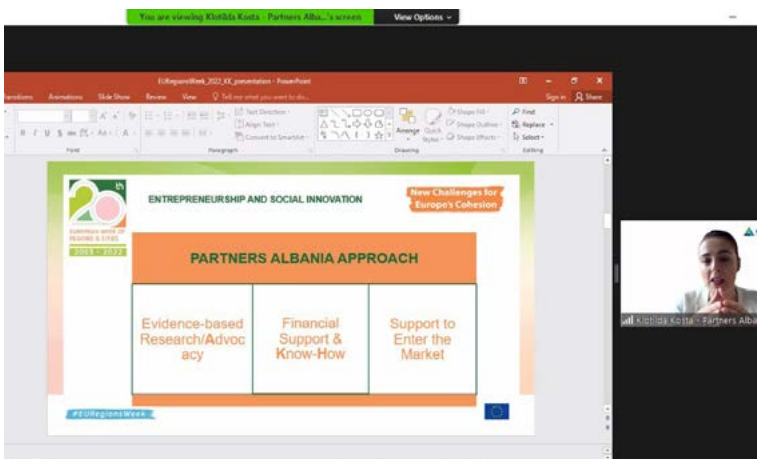 You are viewing Klotilda Kosta - Partners Alba...'s screen
View Options
EURegionsWeek_2022_KK_presentation - PowerPoint
Animations
Slide Show
Review
View
Tell me what you want to do...
Sign in
Share
Text Direction
Align Text
Convert to SmartArt
Arrange
Quick
Styles
Shape Fill
Shape Outline
Shape Effects
Find
Replace
Select
Font
Paragraph
Drawing
Editing
20th
EUROPEAN WEEK OF
REGIONS & CITIES
2003 - 2022
ENTREPRENEURSHIP AND SOCIAL INNOVATION
New Challenges for
Europe's Cohesion
PARTNERS ALBANIA APPROACH
Evidence-based
Research/Advoc
acy
Financial
Support &
Know-How
Support to
Enter the
Market
#EURegionsWeek
Klotilda Kosta - Partners Alba